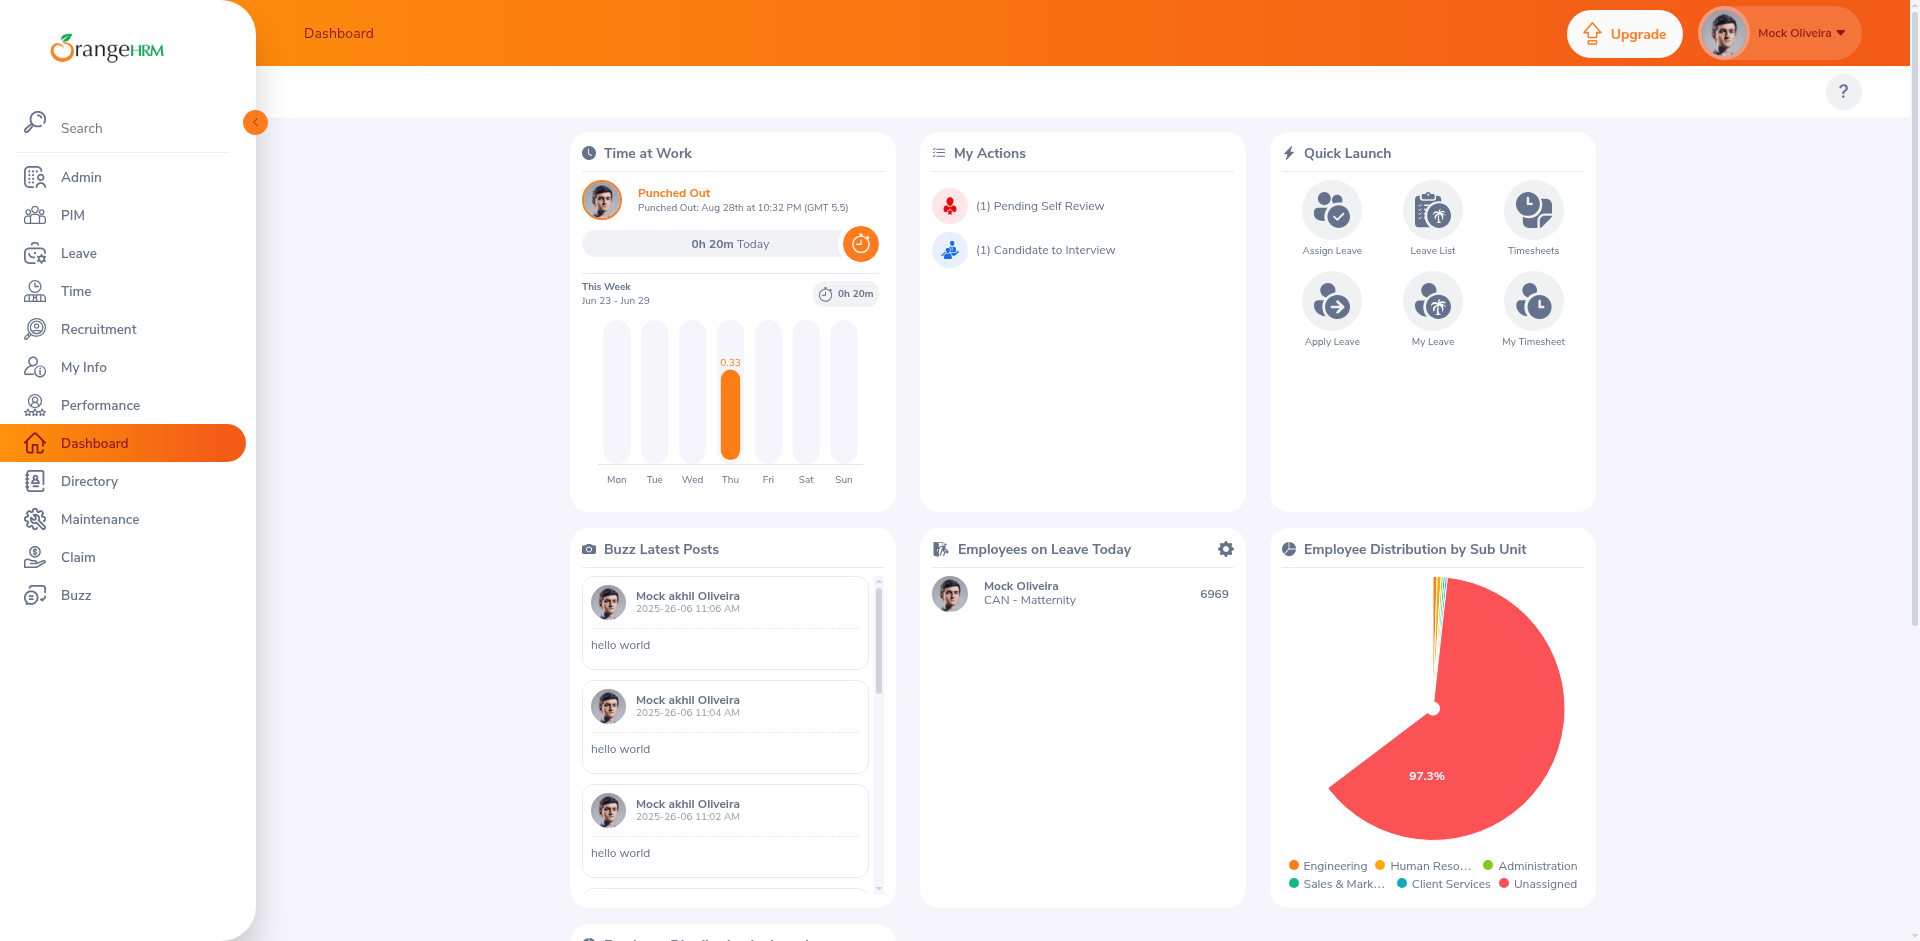 OrangeHRM
Dashboard
Upgrade
Mock Oliveira
?
Search
Admin
PIM
Leave
Time
Recruitment
My Info
Performance
Dashboard
Directory
Maintenance
Claim
Buzz
Time at Work
Punched Out
Punched Out: Aug 28th at 10:32 PM (GMT 5.5)
0h 20m Today
This Week
Jun 23 - Jun 29
0h 20m
0.33
Mon Tue Wed Thu Fri Sat Sun
My Actions
(1) Pending Self Review
(1) Candidate to Interview
Quick Launch
Assign Leave
Leave List
Timesheets
Apply Leave
My Leave
My Timesheet
Buzz Latest Posts
Mock akhil Oliveira
2025-26-06 11:06 AM
hello world
Mock akhil Oliveira
2025-26-06 11:04 AM
hello world
Mock akhil Oliveira
2025-26-06 11:02 AM
hello world
Employees on Leave Today
Mock Oliveira
CAN - Matternity
6969
Employee Distribution by Sub Unit
97.3%
Engineering Human Reso... Administration
Sales & Mark... Client Services Unassigned